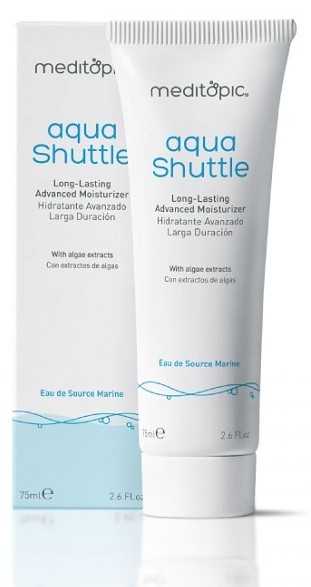 meditopic
aqua
Shuttle
Long-Lasting
Advanced Moisturizer
Hidratante Avanzado
Larga Duración
With algae extracts
Con extractos de algas
Eau de Source Marine
75ml℮
2.6 FL.oz
meditopic®
aqua
Shuttle
Long-Lasting
Advanced Moisturizer
Hidratante Avanzado
Larga Duración
With algae extracts
Con extractos de algas
Eau de Source Marine
75ml℮
2.6 FL.oz